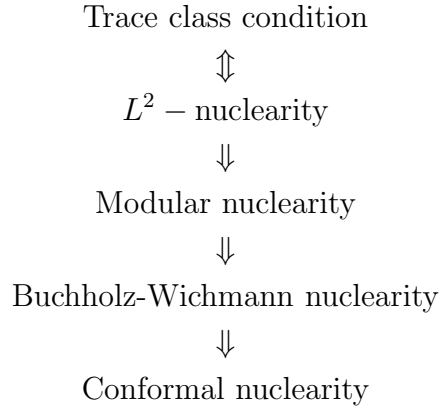 Trace class condition
⇕
L² − nuclearity
⇓
Modular nuclearity
⇓
Buchholz-Wichmann nuclearity
⇓
Conformal nuclearity